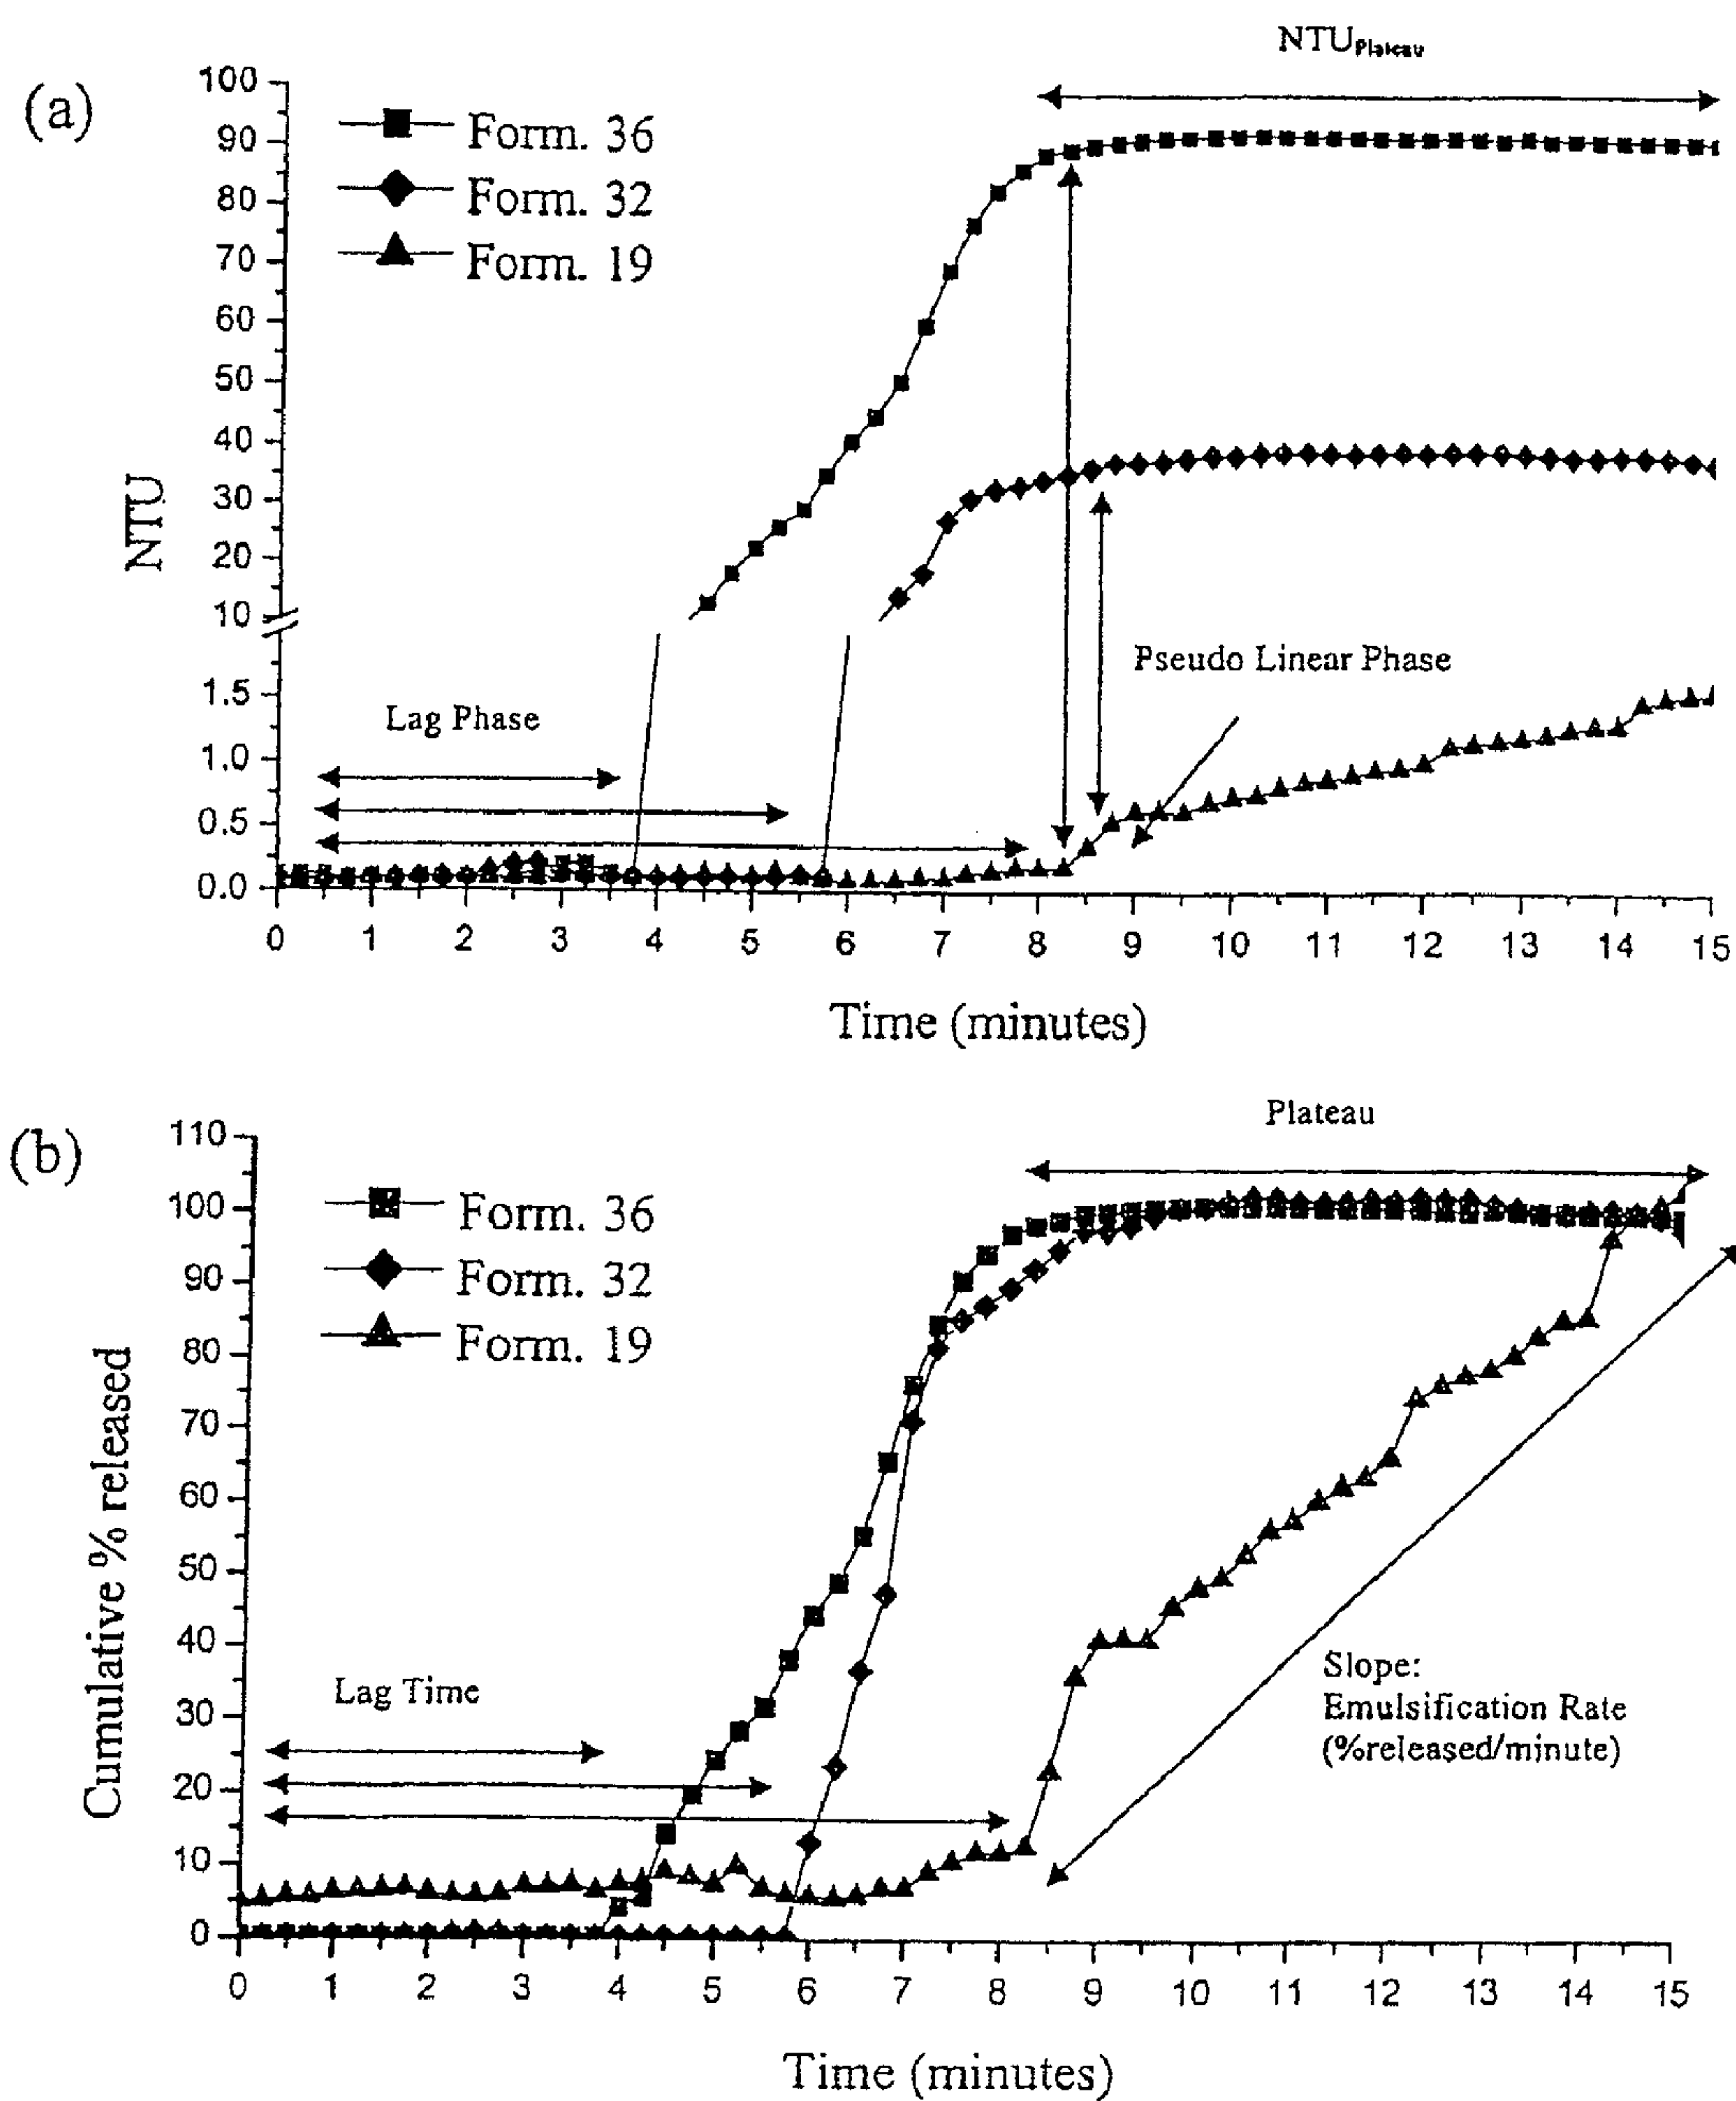 (a)
NTU Plateau
Form. 36
Form. 32
Form. 19
100
90
80
70
60
50
40
30
20
10
1.5
1.0
0.5
0.0
NTU
Lag Phase
Pseudo Linear Phase
0 1 2 3 4 5 6 7 8 9 10 11 12 13 14 15
Time (minutes)
(b)
Plateau
Form. 36
Form. 32
Form. 19
110
100
90
80
70
60
50
40
30
20
10
0
Cumulative % released
Lag Time
Slope:
Emulsification Rate
(%released/minute)
0 1 2 3 4 5 6 7 8 9 10 11 12 13 14 15
Time (minutes)